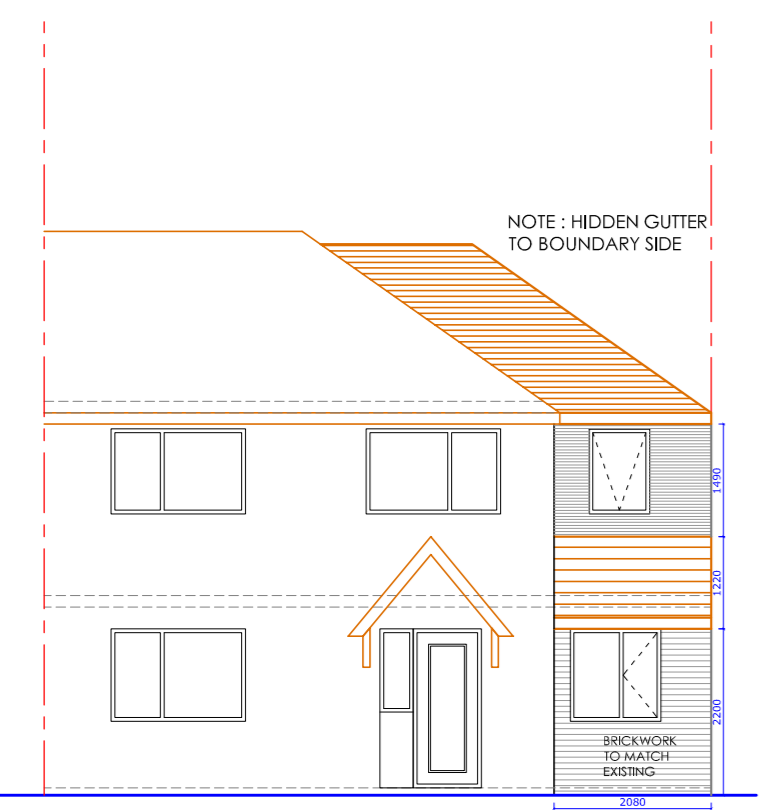 NOTE : HIDDEN GUTTER
TO BOUNDARY SIDE
1490
1220
2200
BRICKWORK
TO MATCH
EXISTING
2080